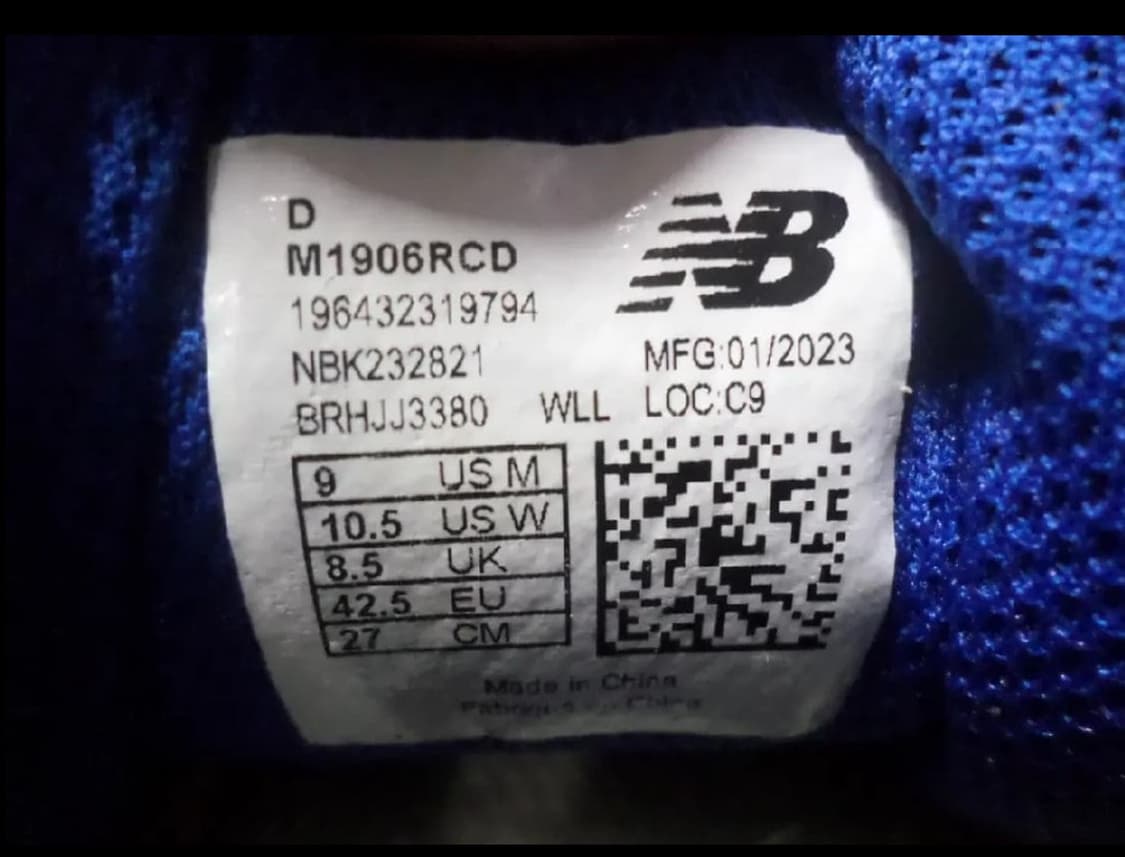 D
NB
M1906RCD
196432319794
NBK232821 MFG:01/2023
BRHJJ3380 WLL LOC:C9
9 US M
10.5 US W
8.5 UK
42.5 EU
27 CM
Made in China